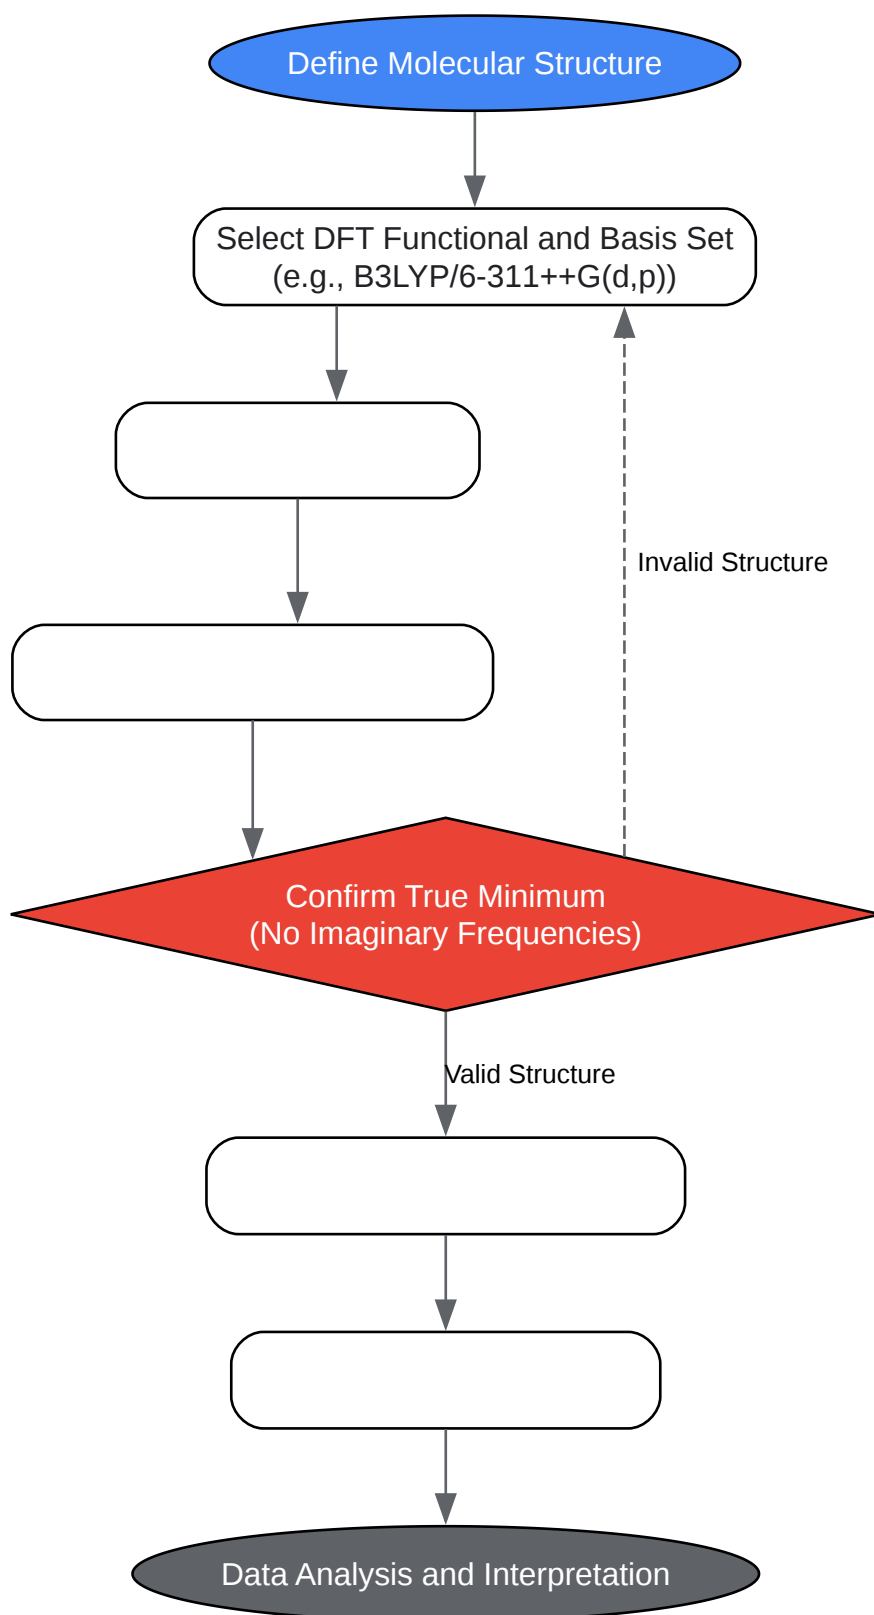 Define Molecular Structure
Select DFT Functional and Basis Set
(e.g., B3LYP/6-311++G(d,p))
Invalid Structure
Confirm True Minimum
(No Imaginary Frequencies)
Valid Structure
Data Analysis and Interpretation